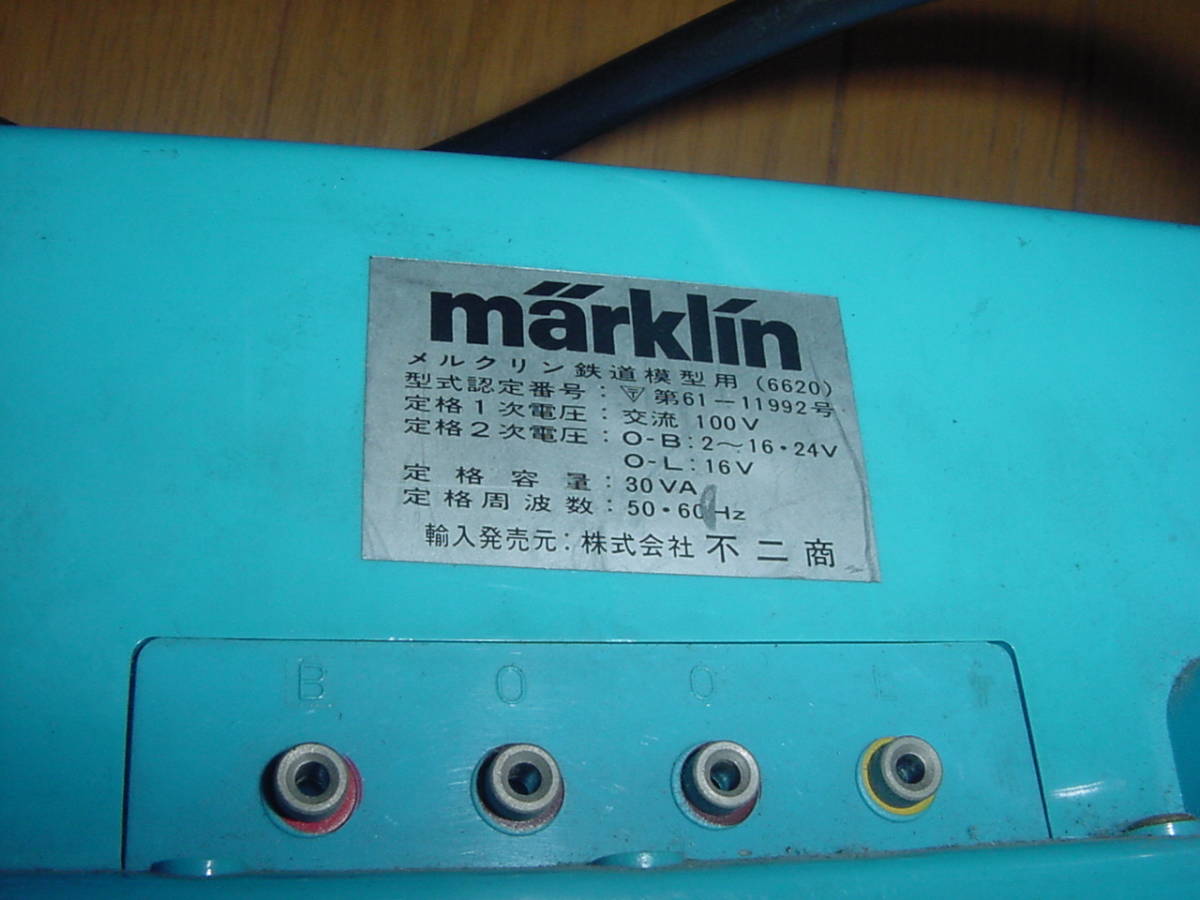 märklin
メルクリン鉄道模型用(6620)
型式認定番号:〒第61-11992号
定格1次電圧:交流 100V
定格2次電圧:O-B:2～16・24V
O-L:16V
定格容量:30VA
定格周波数:50・60Hz
輸入発売元:株式会社 不二商
B O O L